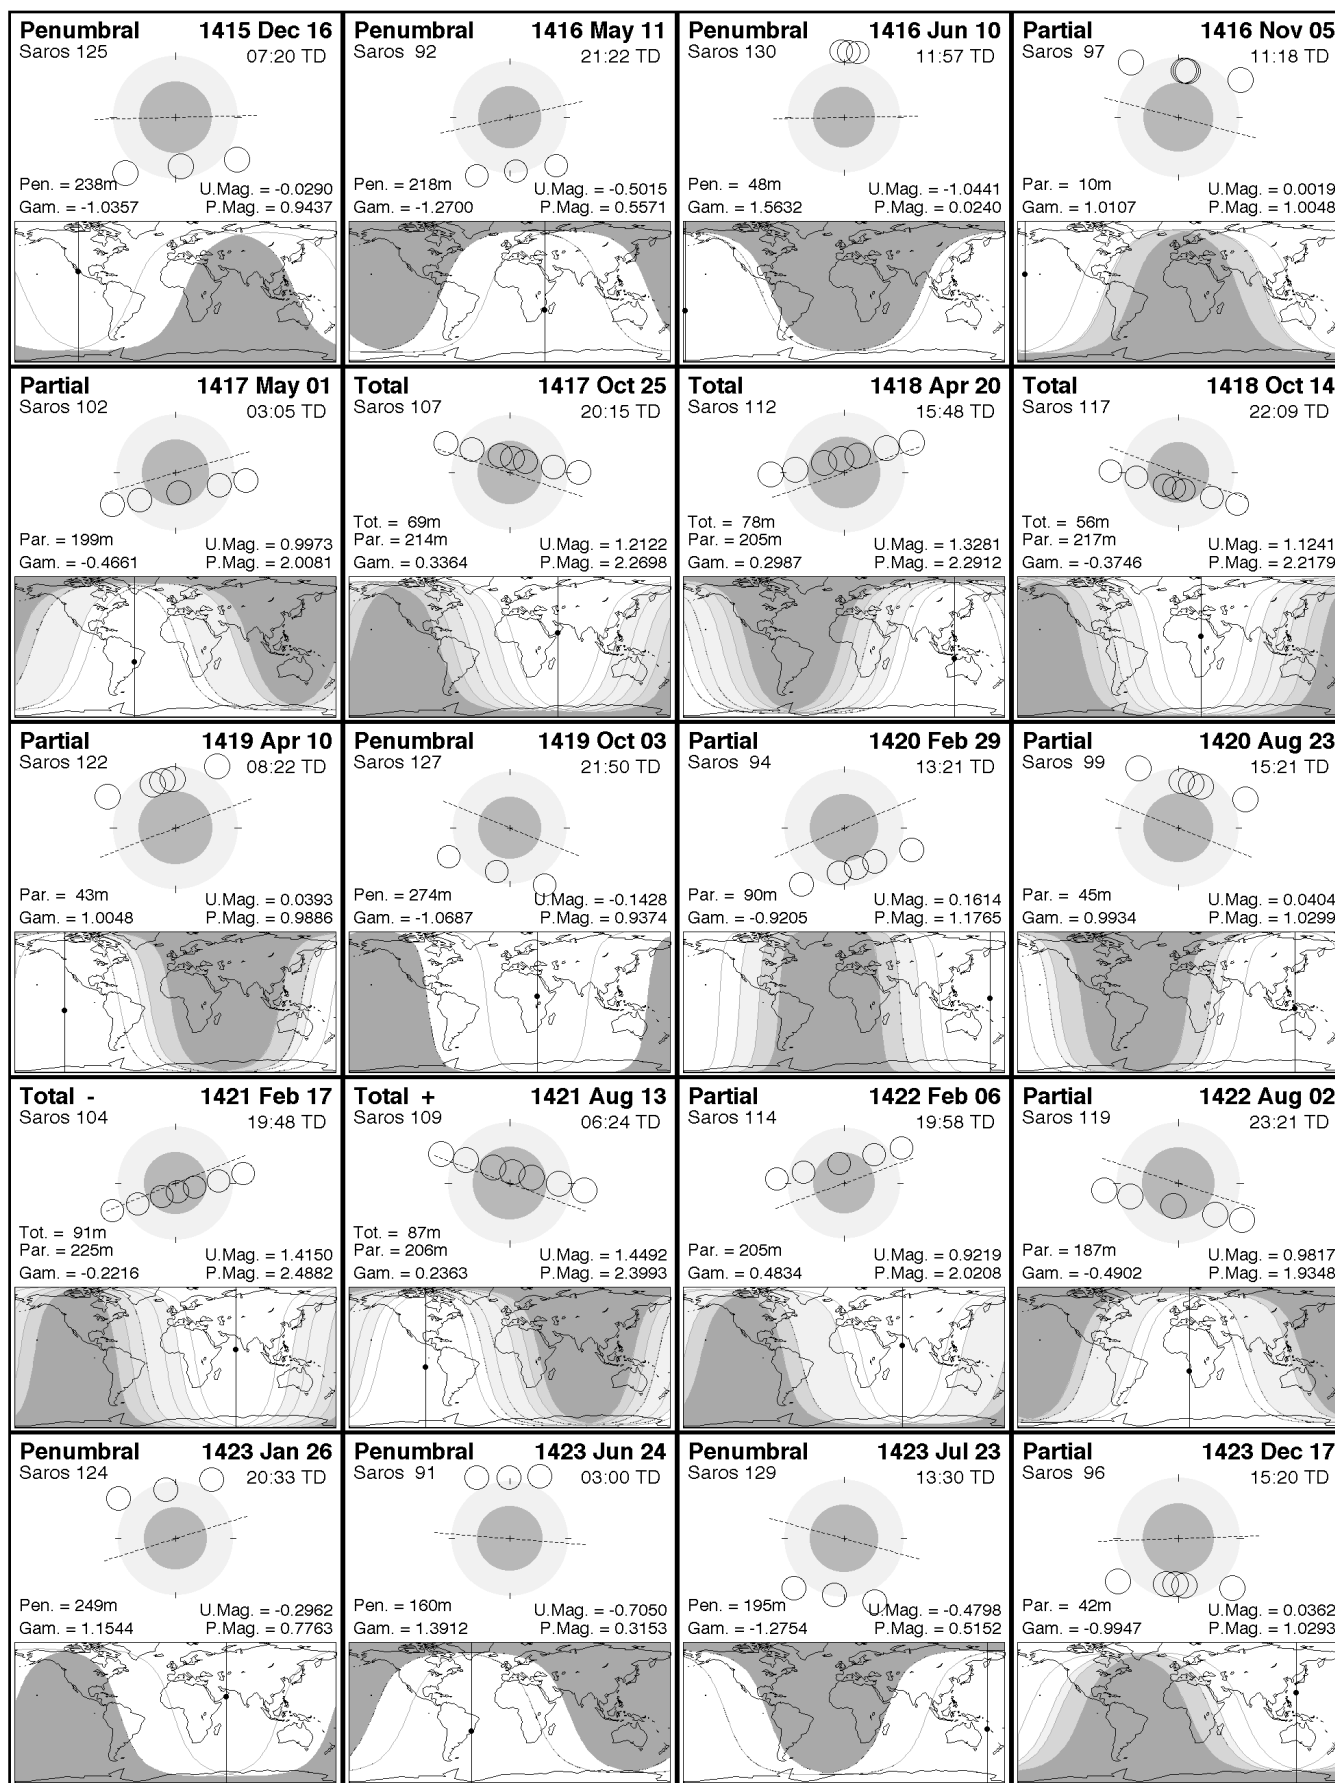 Penumbral 1415 Dec 16
Saros 125 07:20 TD
Pen. = 238m U.Mag. = -0.0290
Gam. = -1.0357 P.Mag. = 0.9437
Penumbral 1416 May 11
Saros 92 21:22 TD
Pen. = 218m U.Mag. = -0.5015
Gam. = -1.2700 P.Mag. = 0.5571
Penumbral 1416 Jun 10
Saros 130 11:57 TD
Pen. = 48m U.Mag. = -1.0441
Gam. = 1.5632 P.Mag. = 0.0240
Partial 1416 Nov 05
Saros 97 11:18 TD
Par. = 10m U.Mag. = 0.0019
Gam. = 1.0107 P.Mag. = 1.0048
Partial 1417 May 01
Saros 102 03:05 TD
Par. = 199m U.Mag. = 0.9973
Gam. = -0.4661 P.Mag. = 2.0081
Total 1417 Oct 25
Saros 107 20:15 TD
Tot. = 69m
Par. = 214m U.Mag. = 1.2122
Gam. = 0.3364 P.Mag. = 2.2698
Total 1418 Apr 20
Saros 112 15:48 TD
Tot. = 78m
Par. = 205m U.Mag. = 1.3281
Gam. = 0.2987 P.Mag. = 2.2912
Total 1418 Oct 14
Saros 117 22:09 TD
Tot. = 56m
Par. = 217m U.Mag. = 1.1241
Gam. = -0.3746 P.Mag. = 2.2179
Partial 1419 Apr 10
Saros 122 08:22 TD
Par. = 43m U.Mag. = 0.0393
Gam. = 1.0048 P.Mag. = 0.9886
Penumbral 1419 Oct 03
Saros 127 21:50 TD
Pen. = 274m U.Mag. = -0.1428
Gam. = -1.0687 P.Mag. = 0.9374
Partial 1420 Feb 29
Saros 94 13:21 TD
Par. = 90m U.Mag. = 0.1614
Gam. = -0.9205 P.Mag. = 1.1765
Partial 1420 Aug 23
Saros 99 15:21 TD
Par. = 45m U.Mag. = 0.0404
Gam. = 0.9934 P.Mag. = 1.0299
Total - 1421 Feb 17
Saros 104 19:48 TD
Tot. = 91m
Par. = 225m U.Mag. = 1.4150
Gam. = -0.2216 P.Mag. = 2.4882
Total + 1421 Aug 13
Saros 109 06:24 TD
Tot. = 87m
Par. = 206m U.Mag. = 1.4492
Gam. = 0.2363 P.Mag. = 2.3993
Partial 1422 Feb 06
Saros 114 19:58 TD
Par. = 205m U.Mag. = 0.9219
Gam. = 0.4834 P.Mag. = 2.0208
Partial 1422 Aug 02
Saros 119 23:21 TD
Par. = 187m U.Mag. = 0.9817
Gam. = -0.4902 P.Mag. = 1.9348
Penumbral 1423 Jan 26
Saros 124 20:33 TD
Pen. = 249m U.Mag. = -0.2962
Gam. = 1.1544 P.Mag. = 0.7763
Penumbral 1423 Jun 24
Saros 91 03:00 TD
Pen. = 160m U.Mag. = -0.7050
Gam. = 1.3912 P.Mag. = 0.3153
Penumbral 1423 Jul 23
Saros 129 13:30 TD
Pen. = 195m U.Mag. = -0.4798
Gam. = -1.2754 P.Mag. = 0.5152
Partial 1423 Dec 17
Saros 96 15:20 TD
Par. = 42m U.Mag. = 0.0362
Gam. = -0.9947 P.Mag. = 1.0293